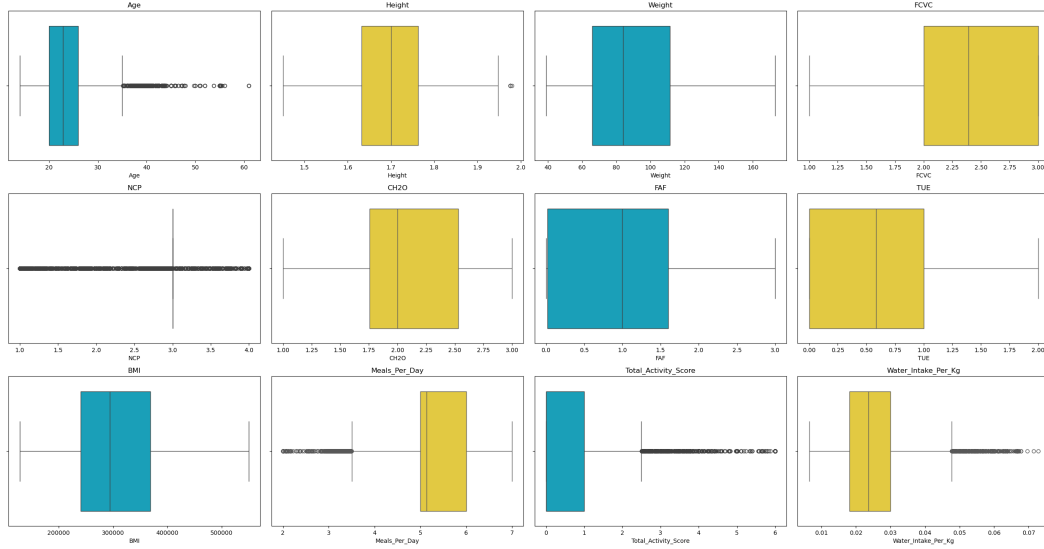 Age
Height
Weight
FCVC
20 30 40 50 60
1.5 1.6 1.7 1.8 1.9 2.0
40 60 80 100 120 140 160
1.00 1.25 1.50 1.75 2.00 2.25 2.50 2.75 3.00
Age
Height
Weight
FCVC
NCP
CH2O
FAF
TUE
1.0 1.5 2.0 2.5 3.0 3.5 4.0
1.00 1.25 1.50 1.75 2.00 2.25 2.50 2.75 3.00
0.0 0.5 1.0 1.5 2.0 2.5 3.0
0.00 0.25 0.50 0.75 1.00 1.25 1.50 1.75 2.00
NCP
CH2O
FAF
TUE
BMI
Meals_Per_Day
Total_Activity_Score
Water_Intake_Per_Kg
200000 300000 400000 500000
2 3 4 5 6 7
0 1 2 3 4 5 6
0.01 0.02 0.03 0.04 0.05 0.06 0.07
BMI
Meals_Per_Day
Total_Activity_Score
Water_Intake_Per_Kg